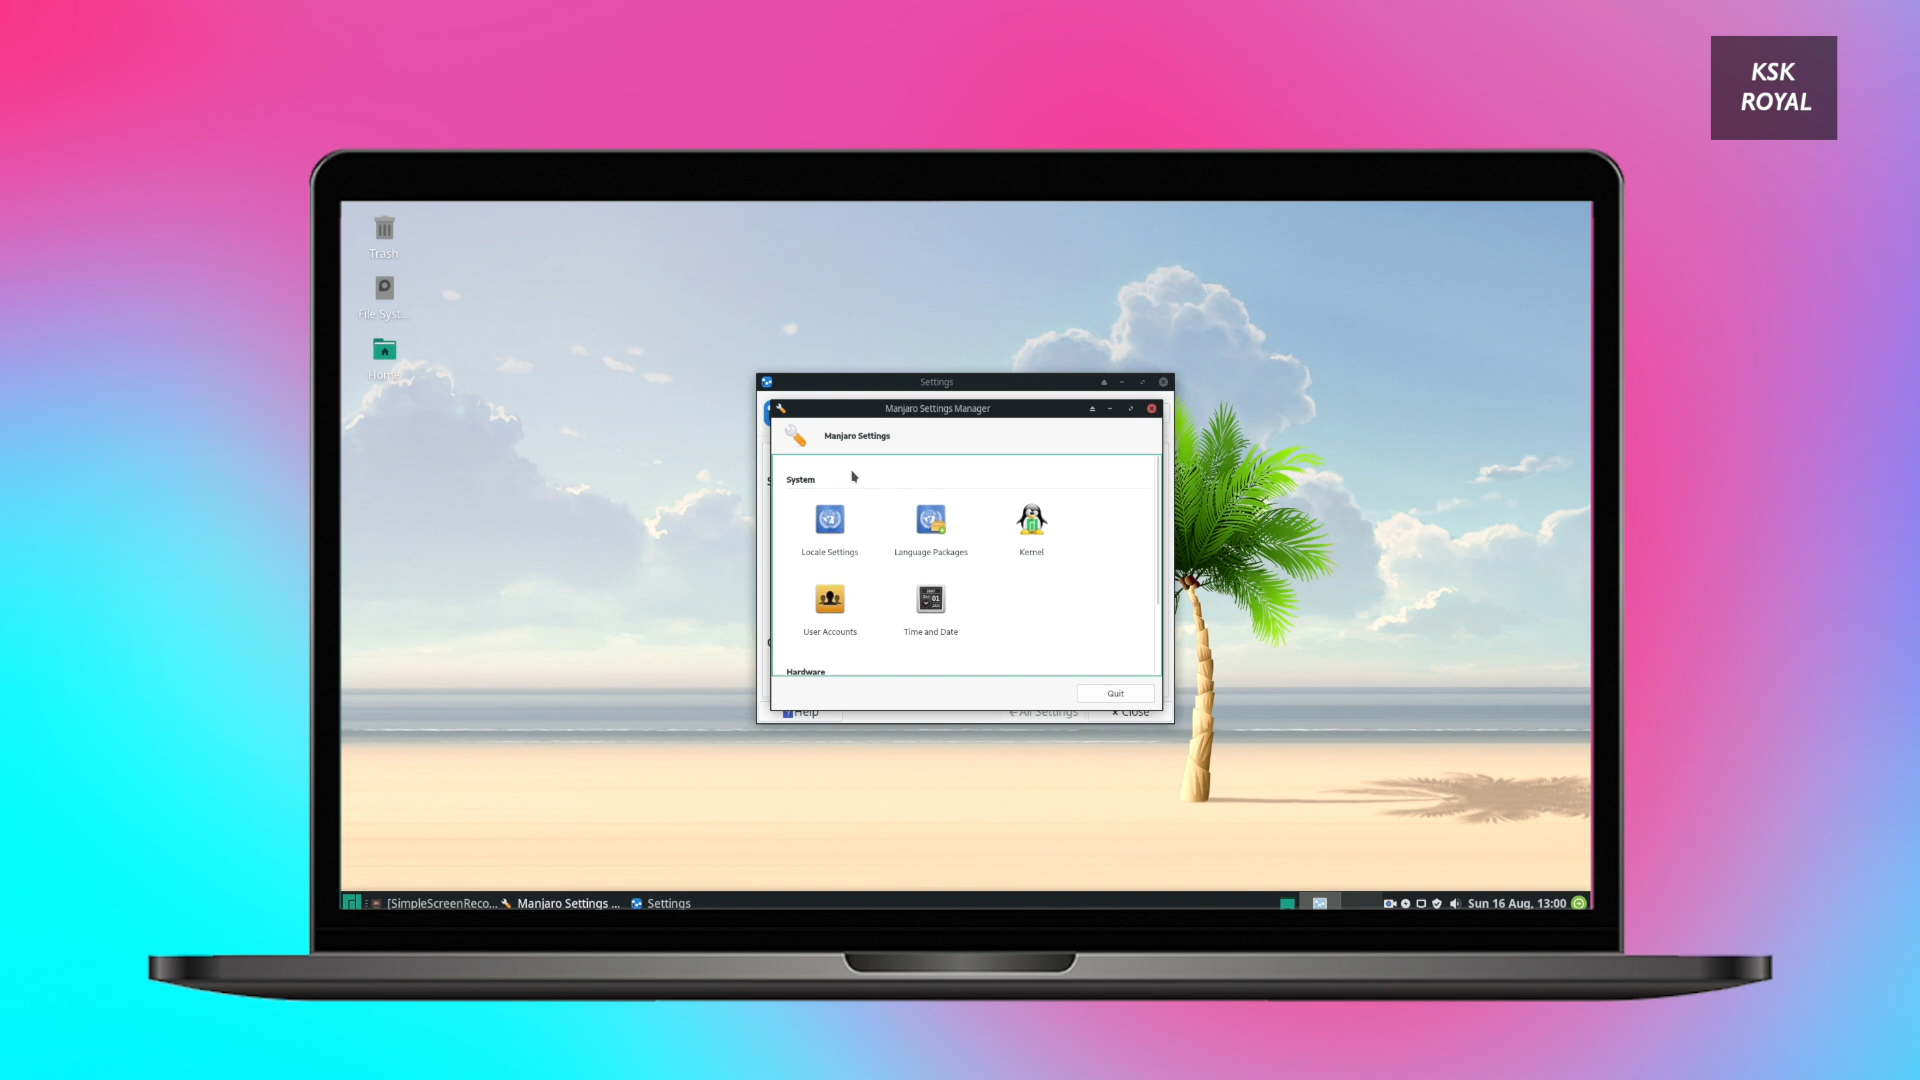 KSK
ROYAL
Trash
File Syst...
Home
Settings
Manjaro Settings Manager
Manjaro Settings
System
Locale Settings
Language Packages
Kernel
User Accounts
Time and Date
Hardware
Quit
Help
All Settings
Close
[SimpleScreenReco...
Manjaro Settings ...
Settings
Sun 16 Aug, 13:00